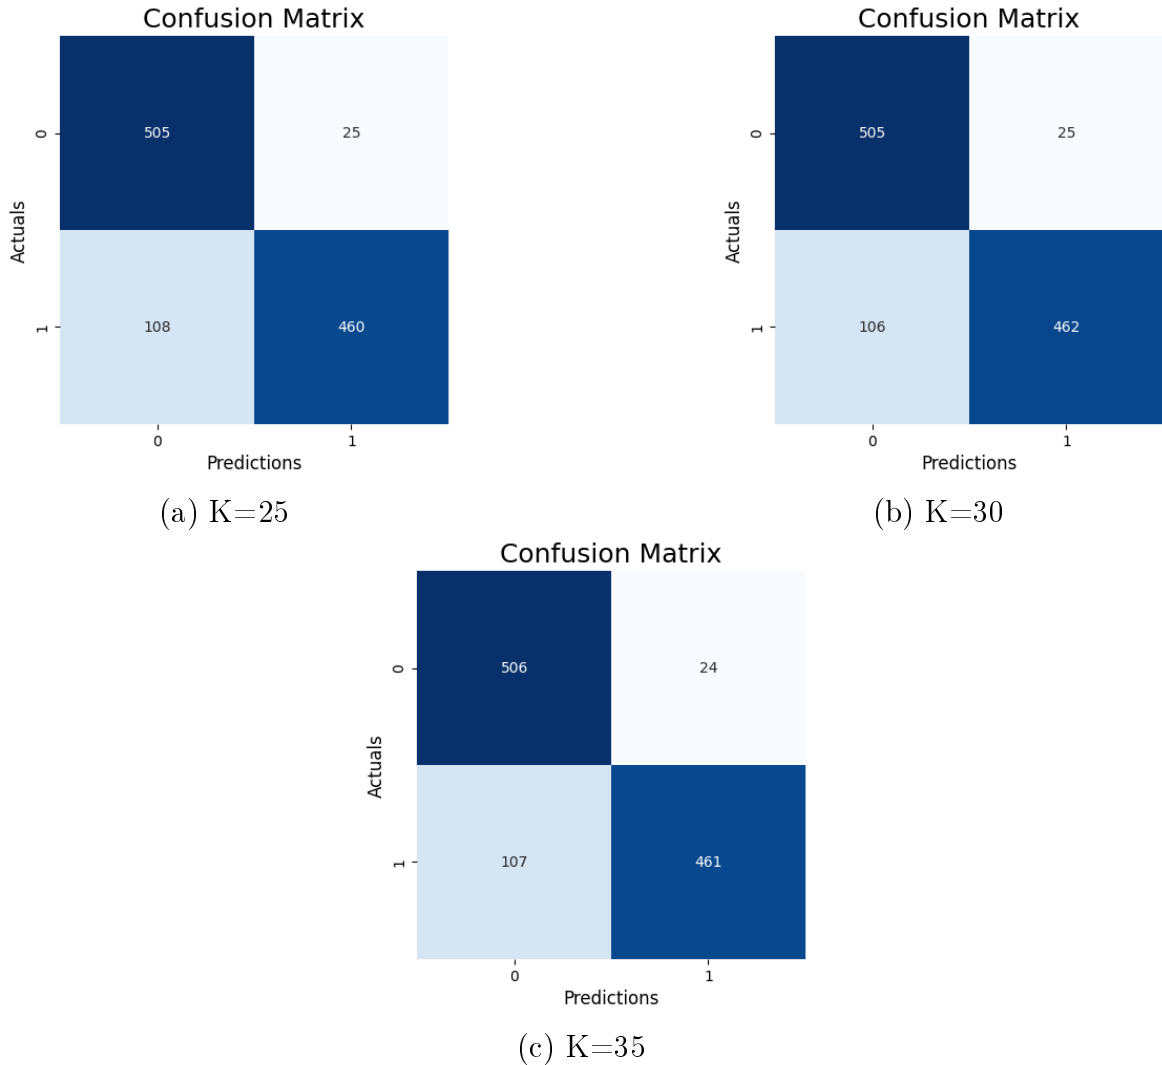 Confusion Matrix
0
505
25
Actuals
1
108
460
0
1
Predictions
(a) K=25
Confusion Matrix
0
505
25
Actuals
1
106
462
0
1
Predictions
(b) K=30
Confusion Matrix
0
506
24
Actuals
1
107
461
0
1
Predictions
(c) K=35